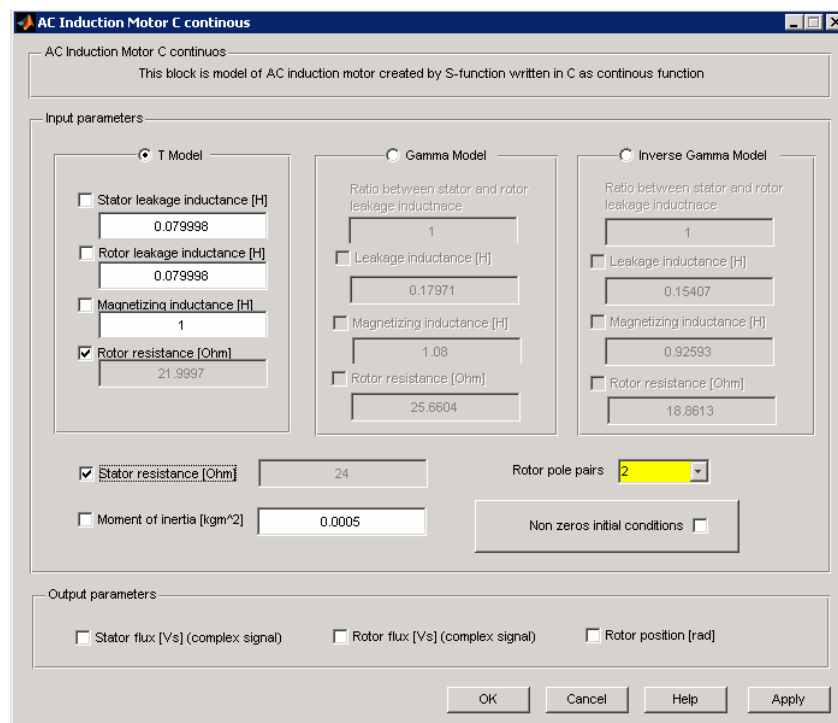 AC Induction Motor C continous
AC Induction Motor C continuos
This block is model of AC induction motor created by S-function written in C as continous function
Input parameters
T Model
Stator leakage inductance [H]
0.079998
Rotor leakage inductance [H]
0.079998
Magnetizing inductance [H]
1
Rotor resistance [Ohm]
21.9997
Gamma Model
Ratio between stator and rotor
leakage inductnace
1
Leakage inductance [H]
0.17971
Magnetizing inductance [H]
1.08
Rotor resistance [Ohm]
25.6604
Inverse Gamma Model
Ratio between stator and rotor
leakage inductnace
1
Leakage inductance [H]
0.15407
Magnetizing inductance [H]
0.92593
Rotor resistance [Ohm]
18.8613
Stator resistance [Ohm]
24
Rotor pole pairs
2
Moment of inertia [kgm^2]
0.0005
Non zeros initial conditions
Output parameters
Stator flux [Vs] (complex signal)
Rotor flux [Vs] (complex signal)
Rotor position [rad]
OK
Cancel
Help
Apply